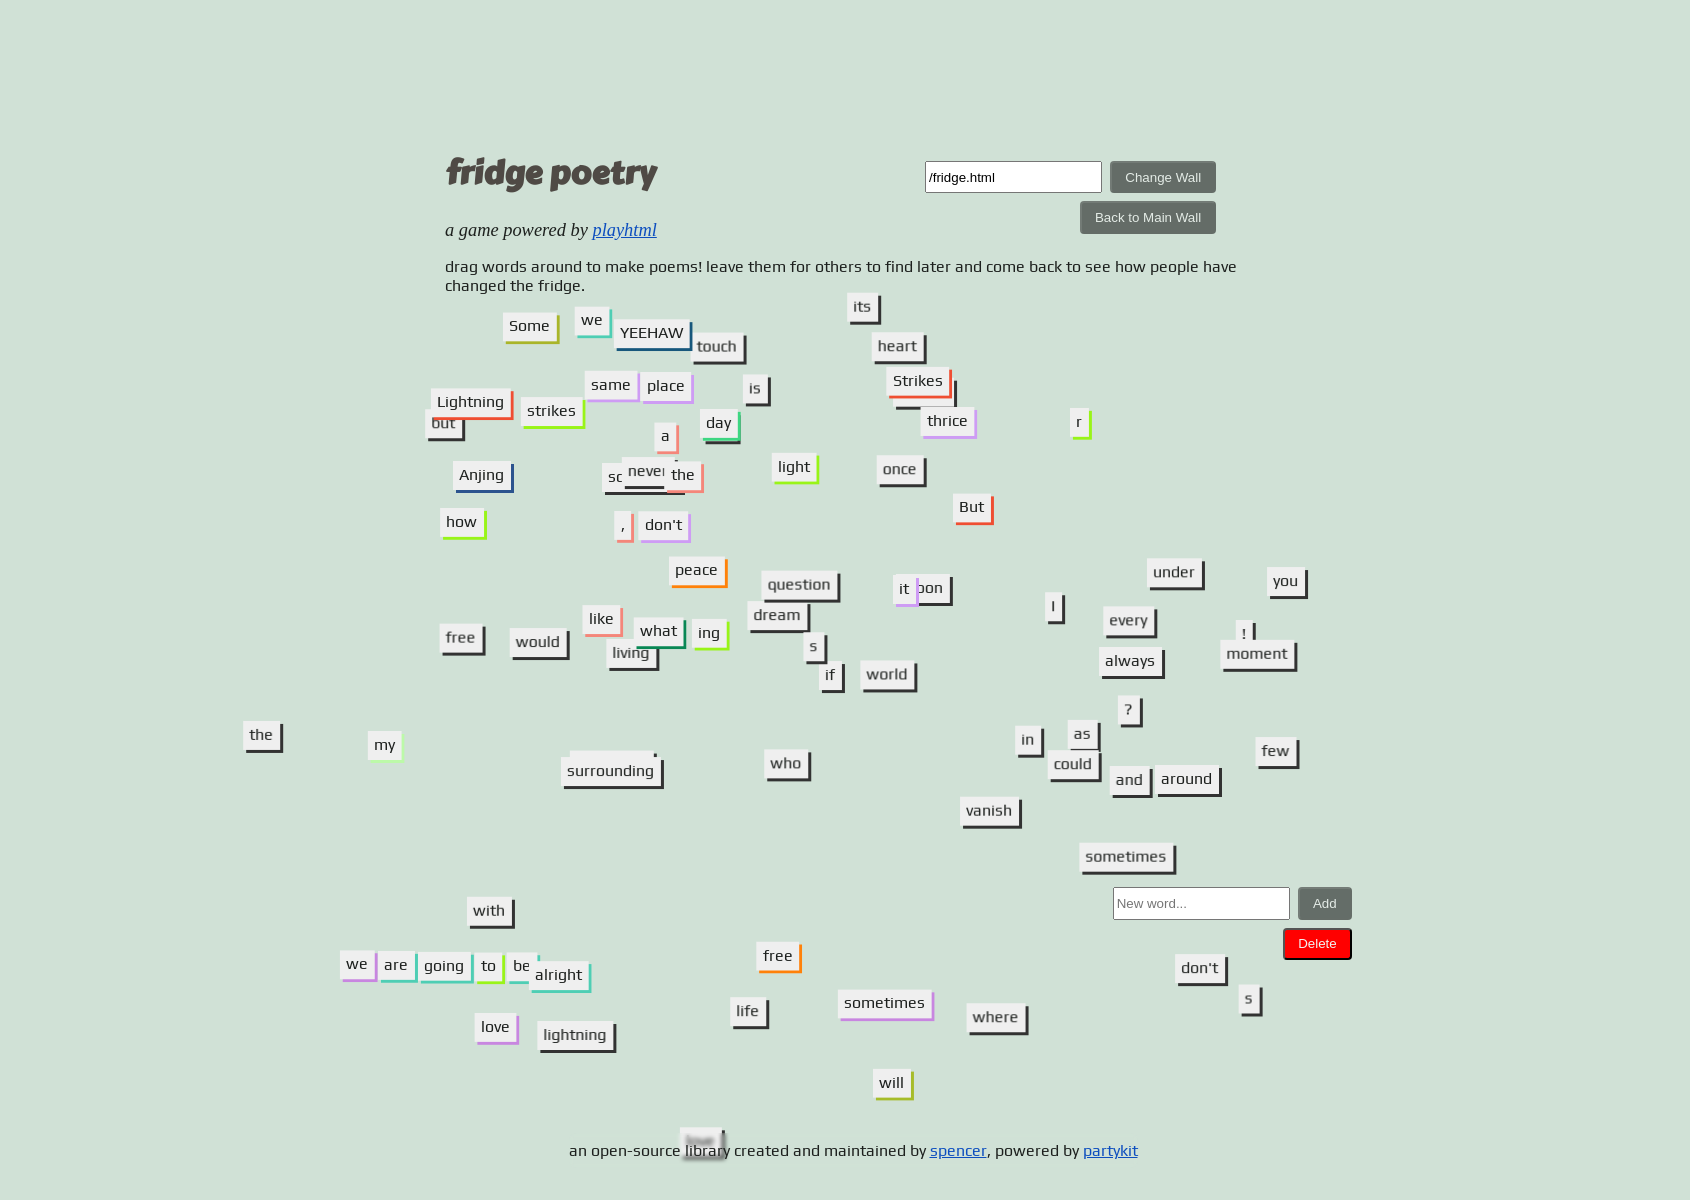 fridge poetry
/fridge.html
Change Wall
Back to Main Wall
a game powered by playhtml
drag words around to make poems! leave them for others to find later and come back to see how people have
changed the fridge.
its
Some we YEEHAW touch
heart
same place is Strikes
Lightning strikes
but
day thrice r
a
light once
Anjing never the
But
how , don't
peace
question it under you
I
like dream every
free would what ing !
living s always moment
if world
?
the my in as
few
surrounding who could
and around
vanish
sometimes
New word... Add
with
Delete
we are going to be alright
free
don't
sometimes s
life where
love lightning
will
love
an open-source library created and maintained by spencer, powered by partykit